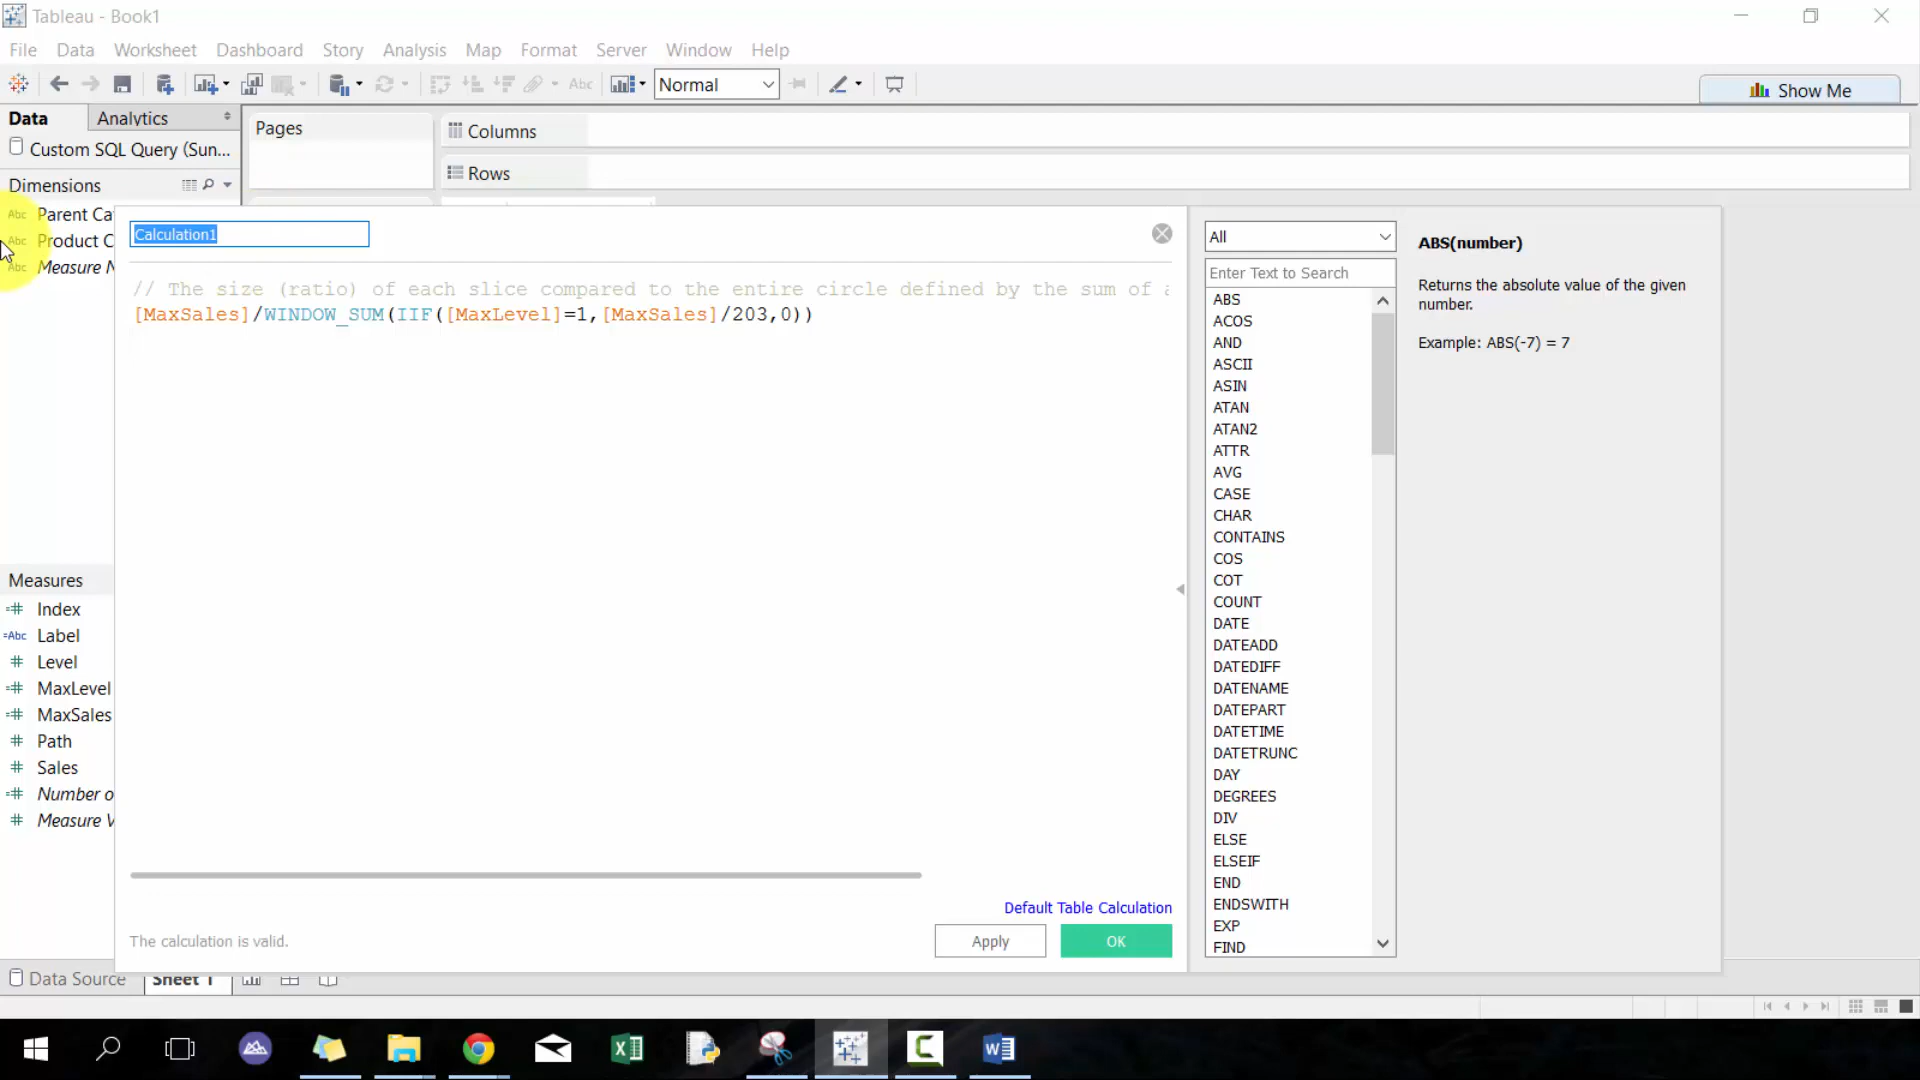 Tableau - Book1
File Data Worksheet Dashboard Story Analysis Map Format Server Window Help
Abc Normal Show Me
Data Analytics
Pages
Columns
Custom SQL Query (Sun...
Rows
Dimensions
Abc Parent Ca
Abc Product C
Abc Measure N
Calculation1
// The size (ratio) of each slice compared to the entire circle defined by the sum of a
[MaxSales]/WINDOW_SUM(IIF([MaxLevel]=1,[MaxSales]/203,0))
All
Enter Text to Search
ABS
ACOS
AND
ASCII
ASIN
ATAN
ATAN2
ATTR
AVG
CASE
CHAR
CONTAINS
COS
COT
COUNT
DATE
DATEADD
DATEDIFF
DATENAME
DATEPART
DATETIME
DATETRUNC
DAY
DEGREES
DIV
ELSE
ELSEIF
END
ENDSWITH
EXP
FIND
ABS(number)
Returns the absolute value of the given
number.
Example: ABS(-7) = 7
Measures
=# Index
=Abc Label
# Level
=# MaxLevel
=# MaxSales
# Path
# Sales
=# Number o
# Measure V
Default Table Calculation
The calculation is valid.
Apply OK
Data Source Sheet 1